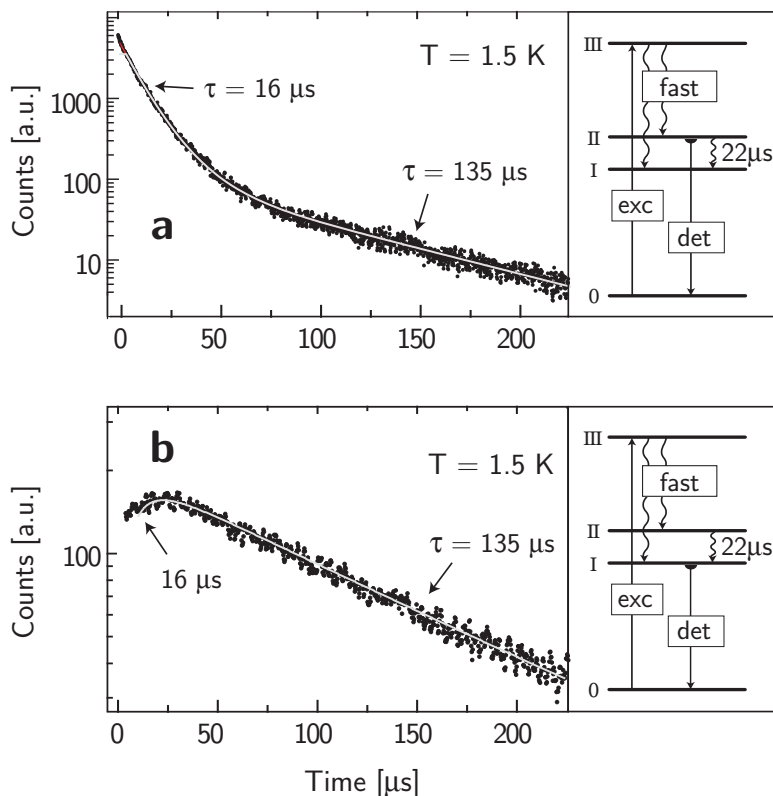 Counts [a.u.]
1000
100
10
T = 1.5 K
τ = 16 µs
τ = 135 µs
a
0 50 100 150 200
III
fast
II
22µs
I
exc
det
0
Counts [a.u.]
100
b
T = 1.5 K
τ = 135 µs
16 µs
0 50 100 150 200
Time [µs]
III
fast
II
22µs
I
exc
det
0